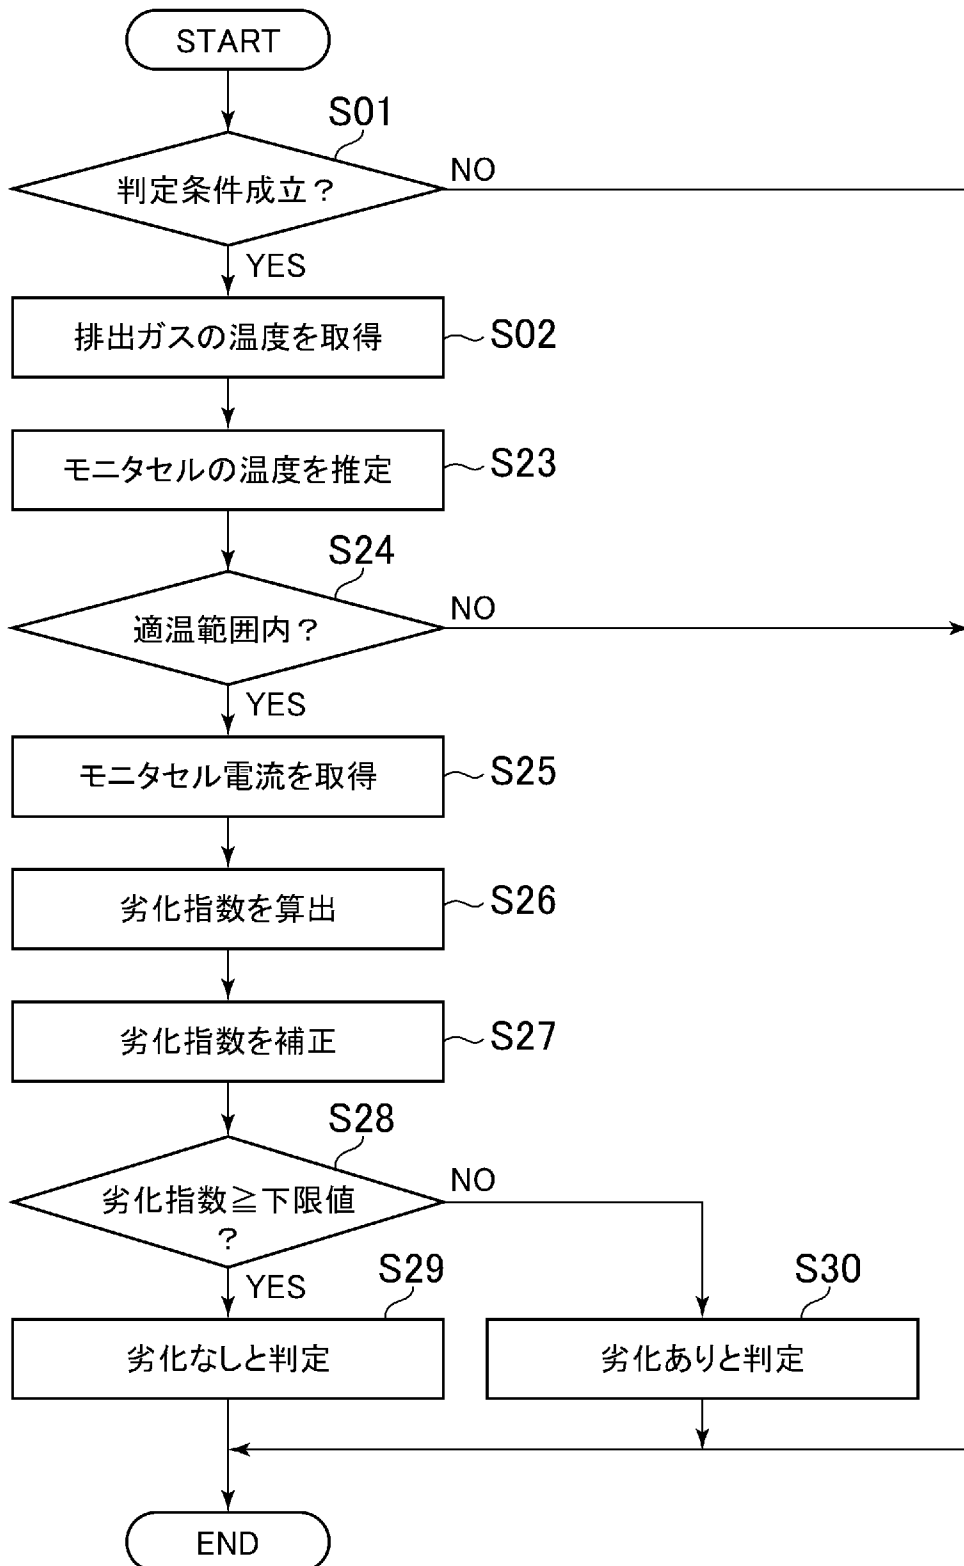 START
S01
判定条件成立？
NO
YES
排出ガスの温度を取得
S02
モニタセルの温度を推定
S23
S24
適温範囲内？
NO
YES
モニタセル電流を取得
S25
劣化指数を算出
S26
劣化指数を補正
S27
S28
劣化指数≧下限値
？
NO
YES
S29
劣化なしと判定
S30
劣化ありと判定
END